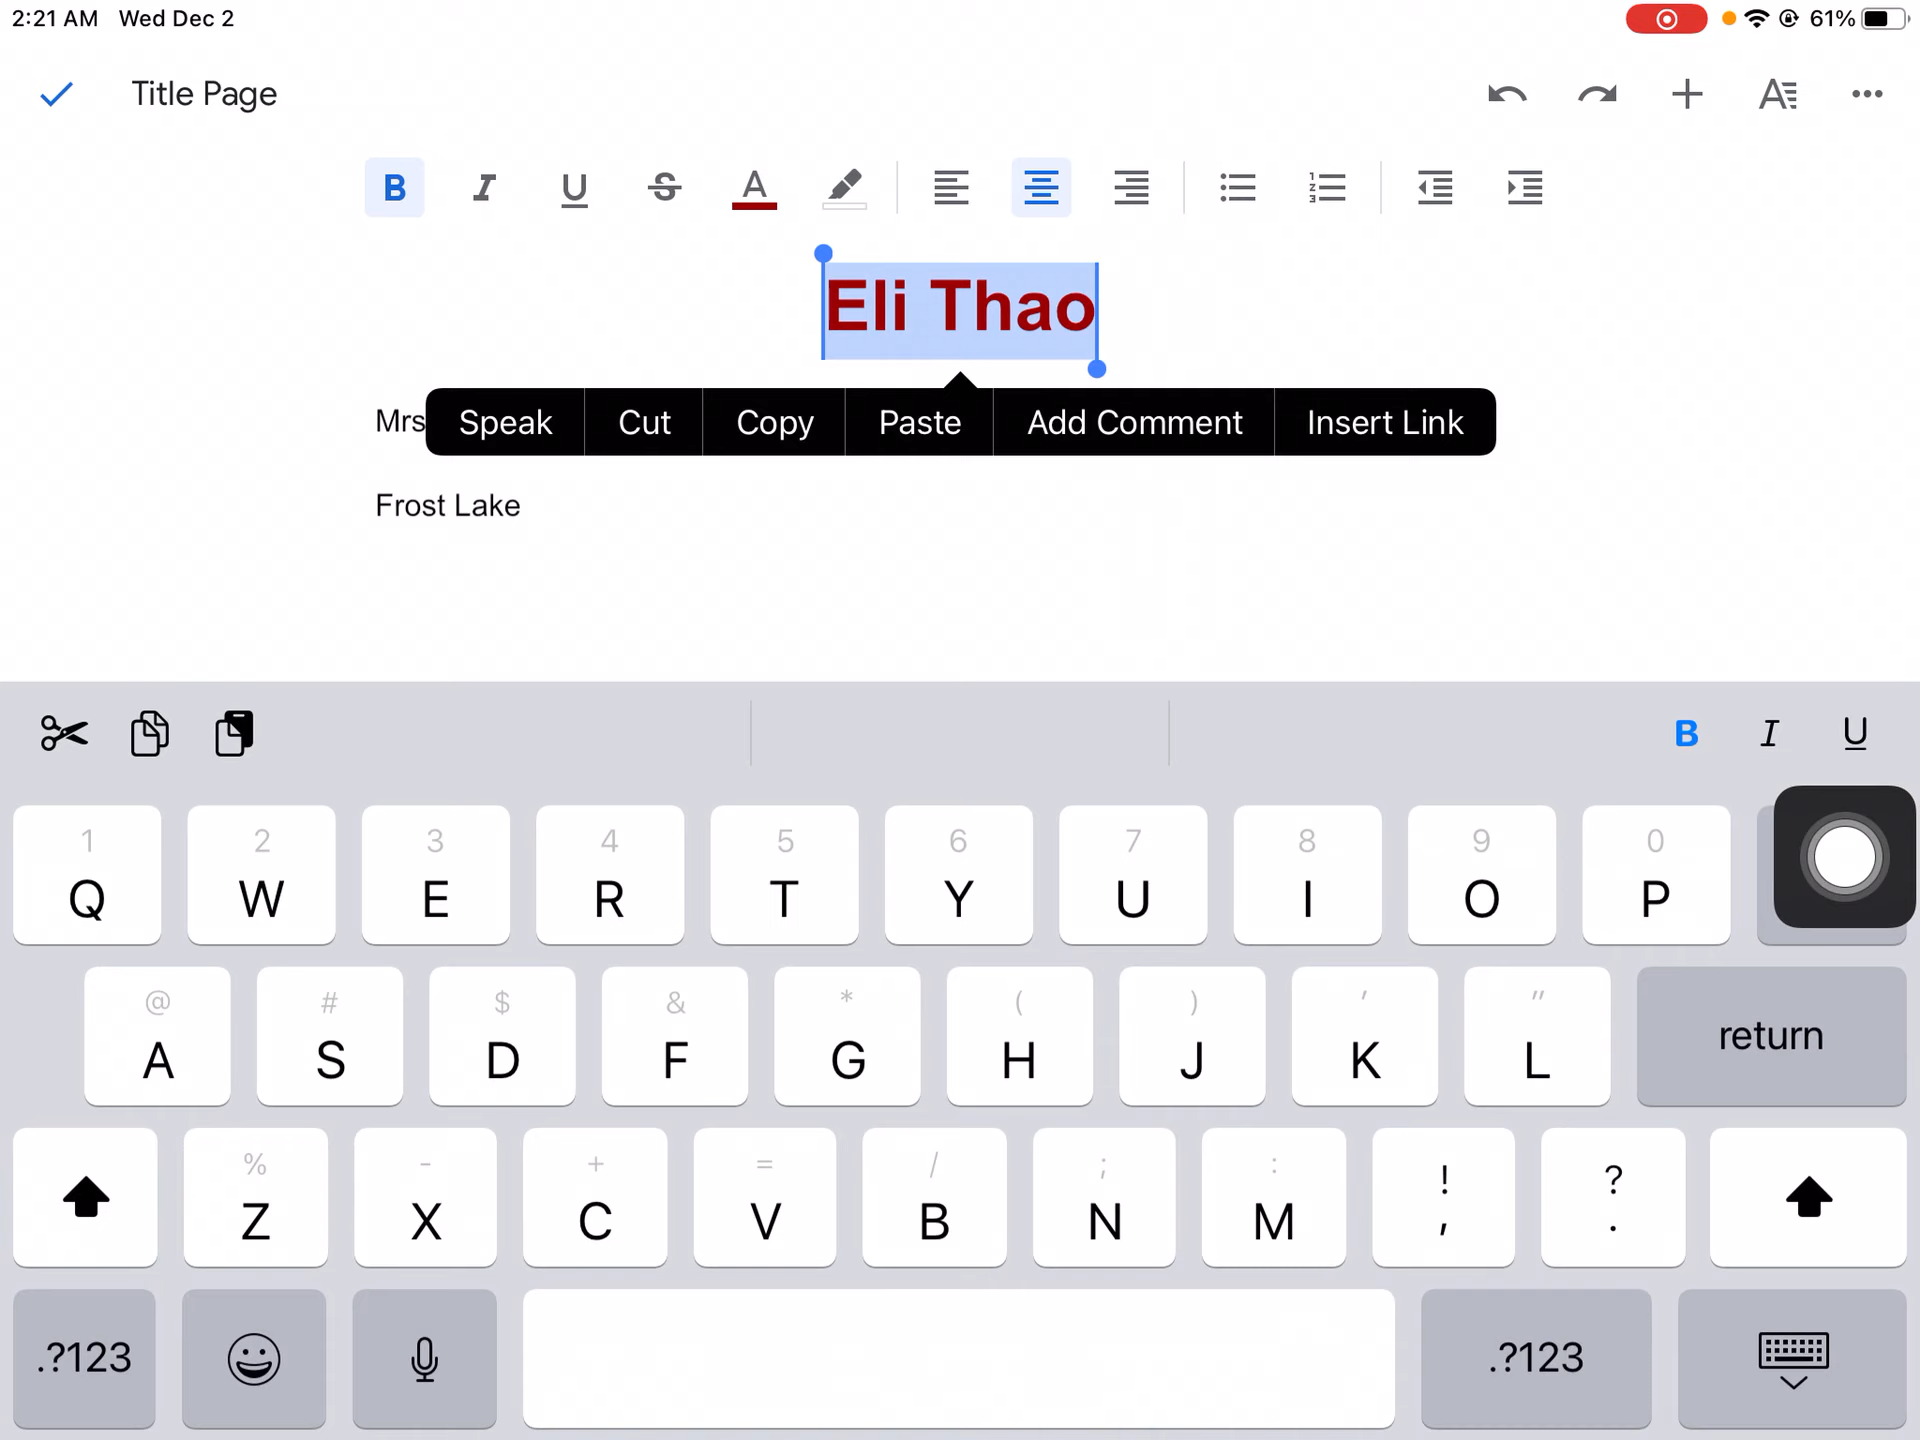 2:21 AM Wed Dec 2 61%
Title Page
B I U S A
Eli Thao
Mrs
Speak Cut Copy Paste Add Comment Insert Link
Frost Lake
B I U
1 2 3 4 5 6 7 8 9 0
Q W E R T Y U I O P
@ # $ & * ( ) ' "
A S D F G H J K L return
% - + = / ; : ! ?
Z X C V B N M , .
.?123 .?123